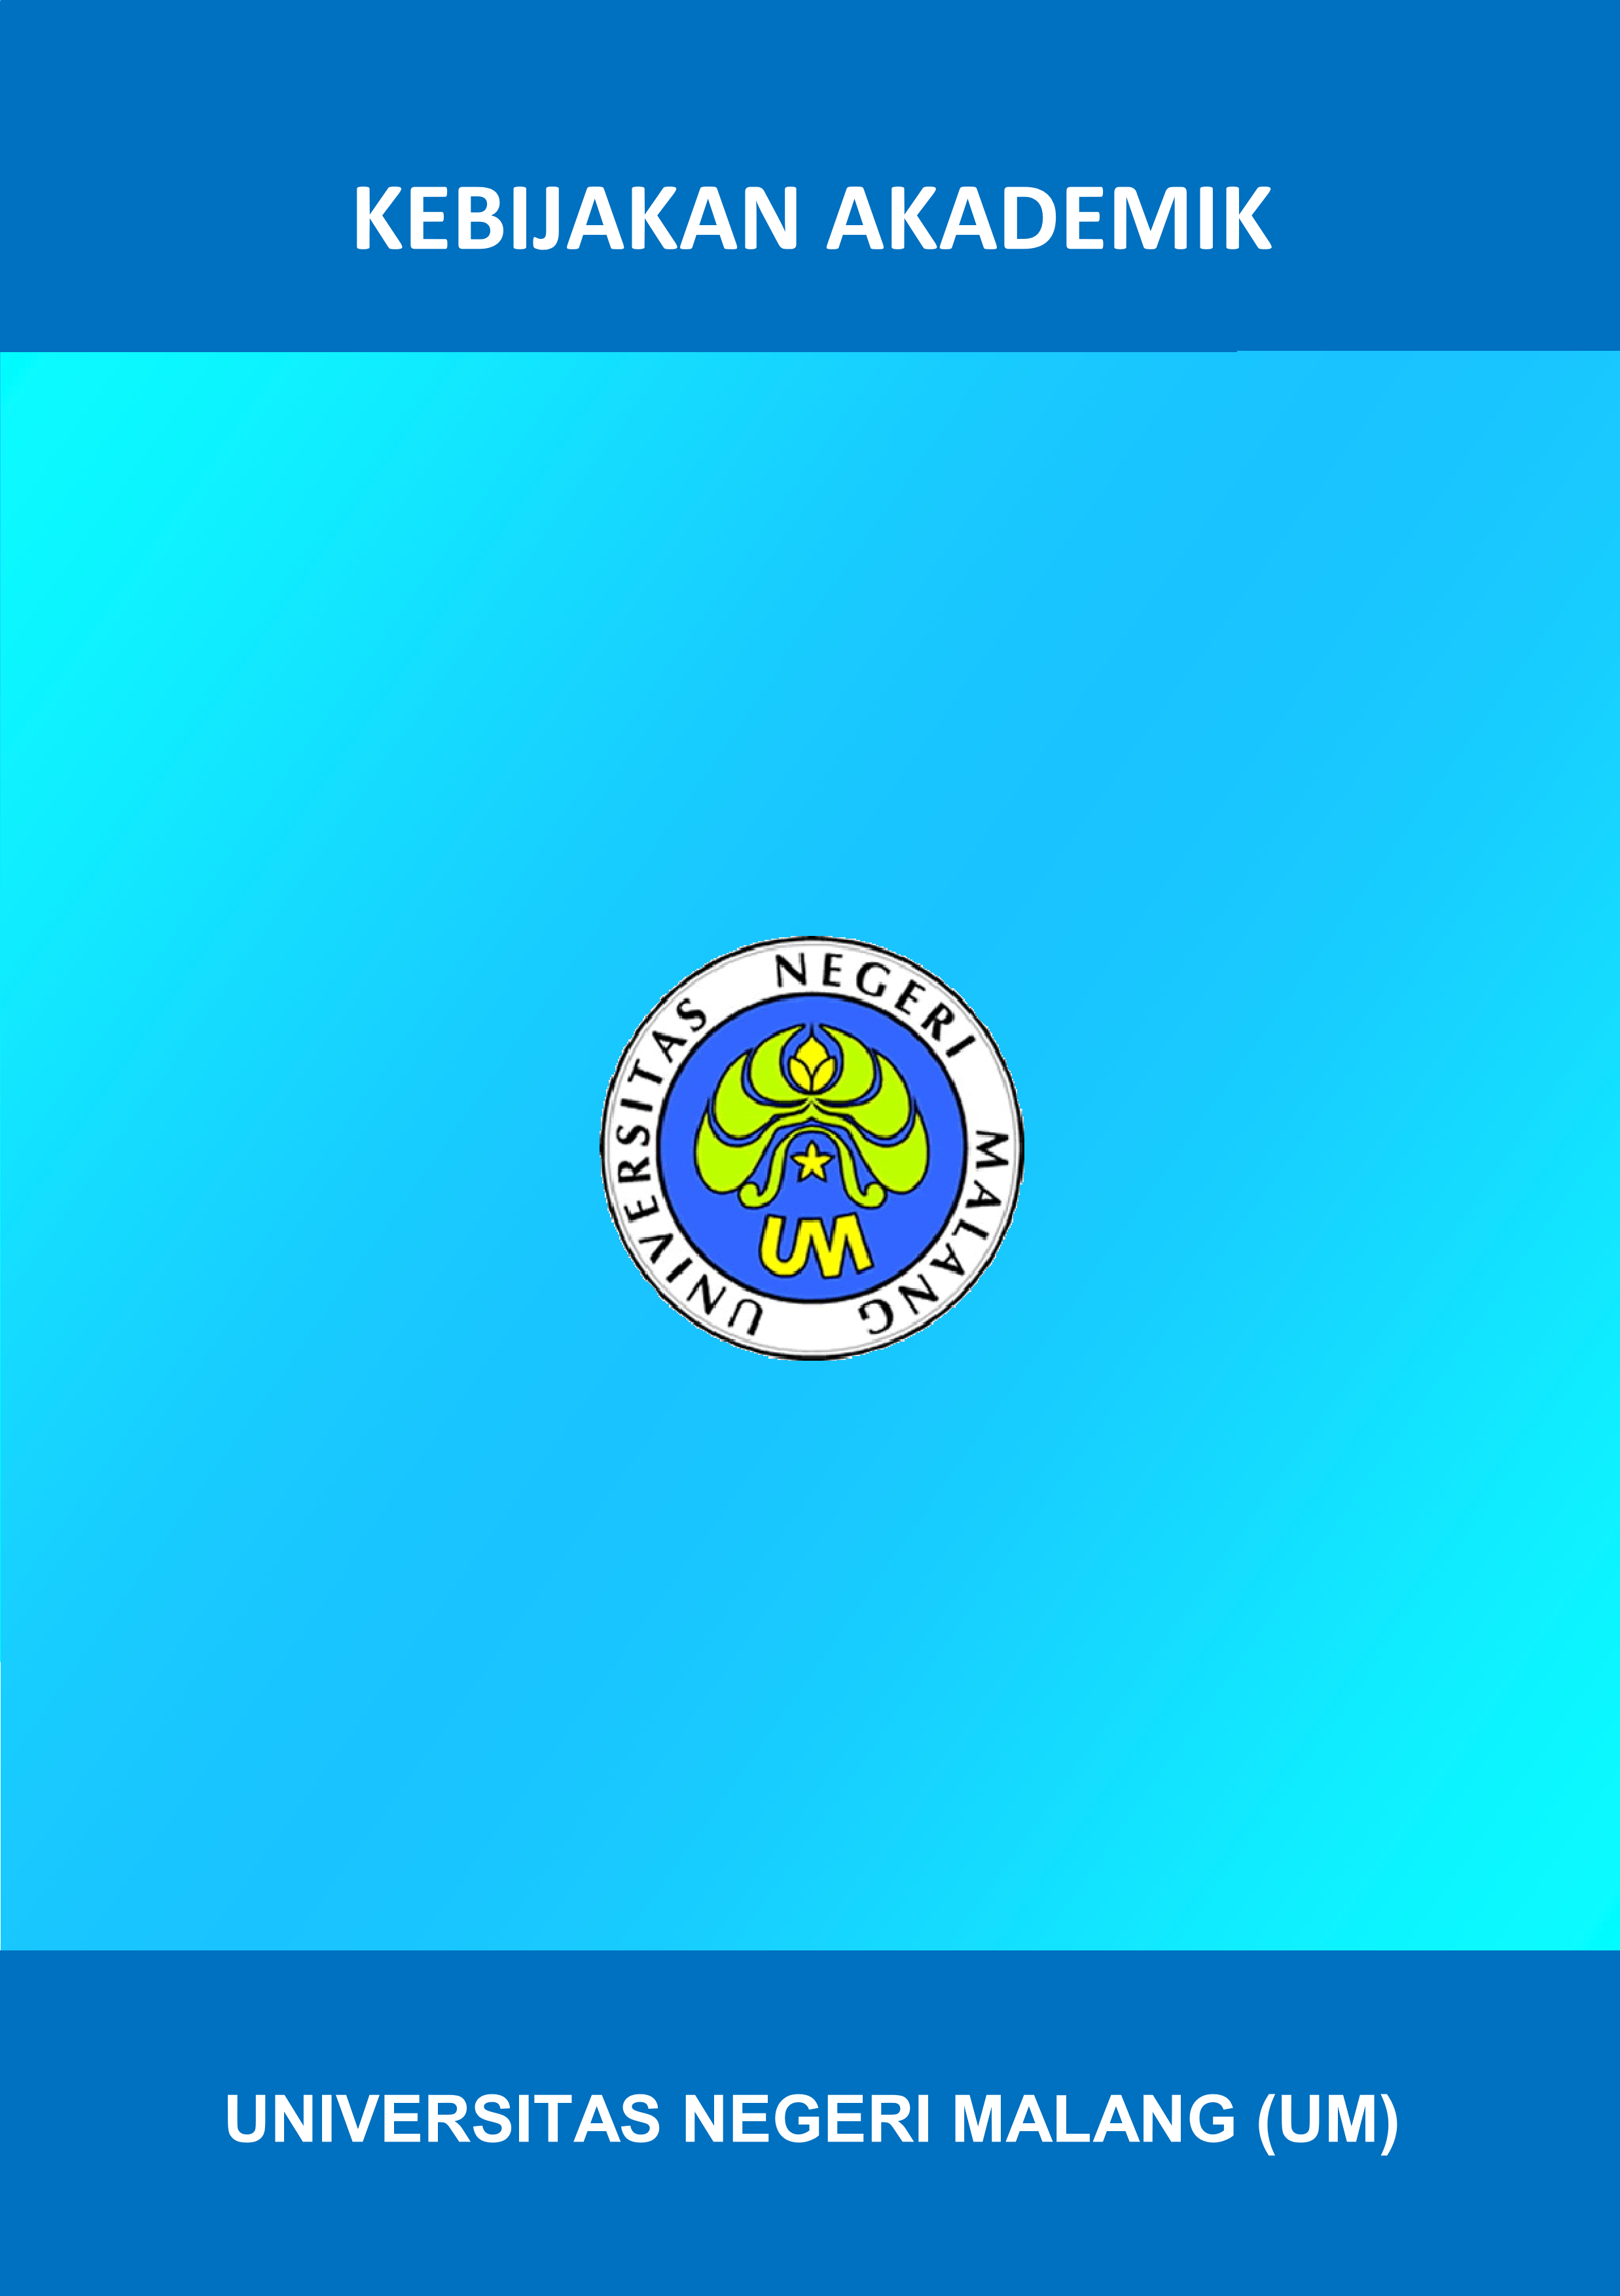 KEBIJAKAN AKADEMIK
UNIVERSITAS NEGERI MALANG
UM
UNIVERSITAS NEGERI MALANG (UM)